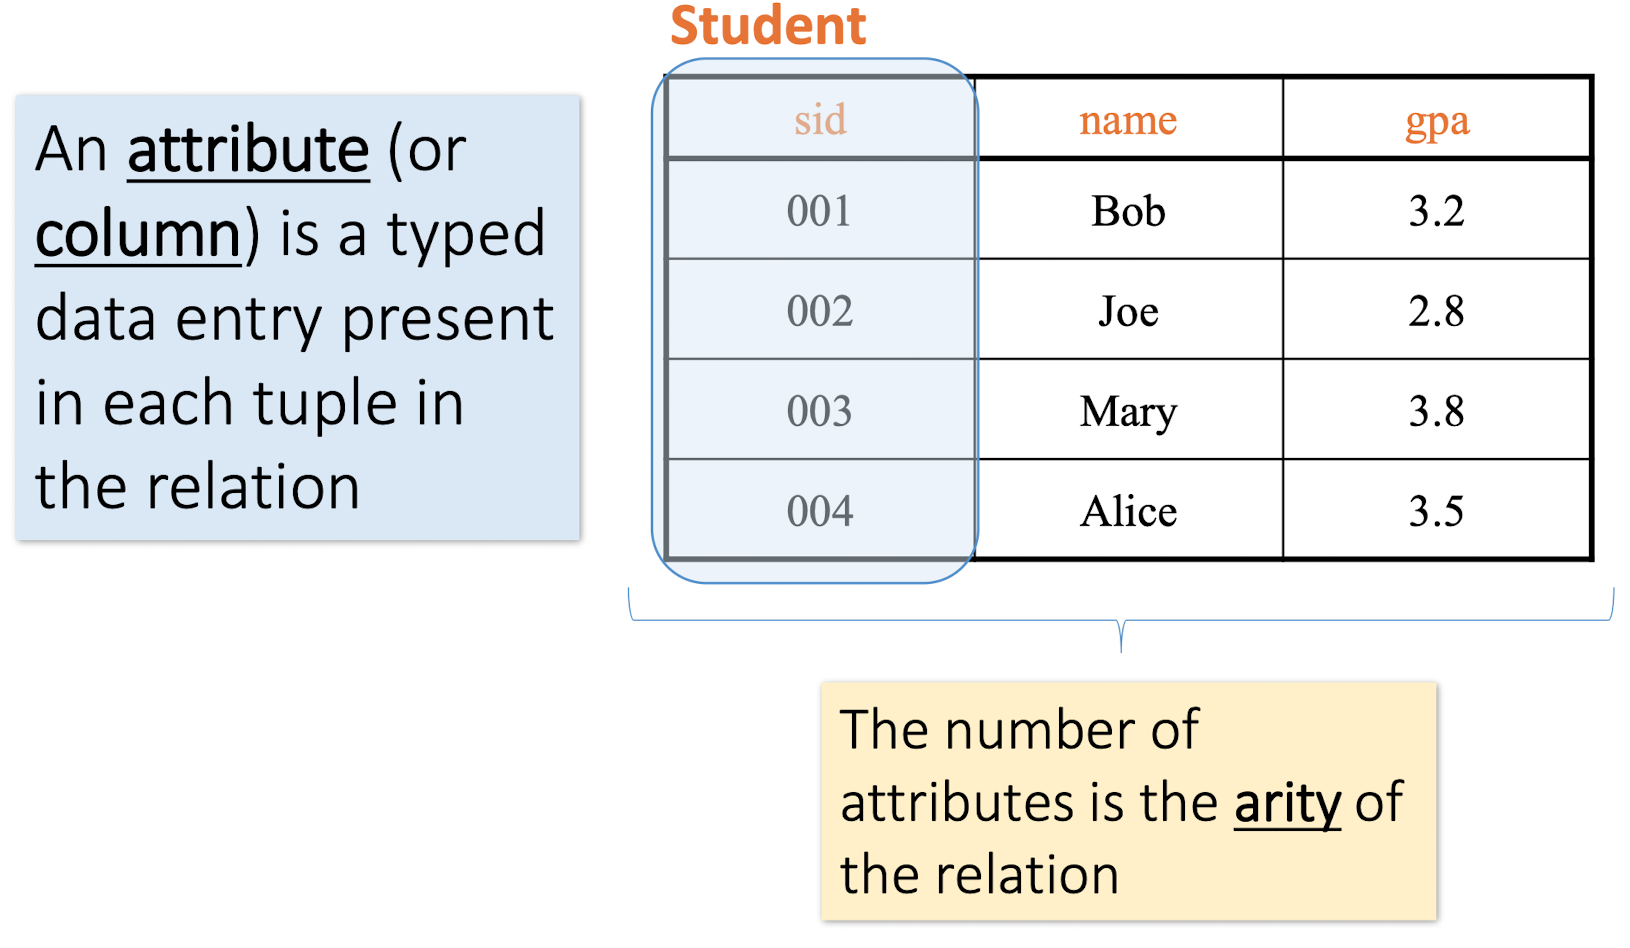 Student
An attribute (or
column) is a typed
data entry present
in each tuple in
the relation
sid name gpa
001 Bob 3.2
002 Joe 2.8
003 Mary 3.8
004 Alice 3.5
The number of
attributes is the arity of
the relation